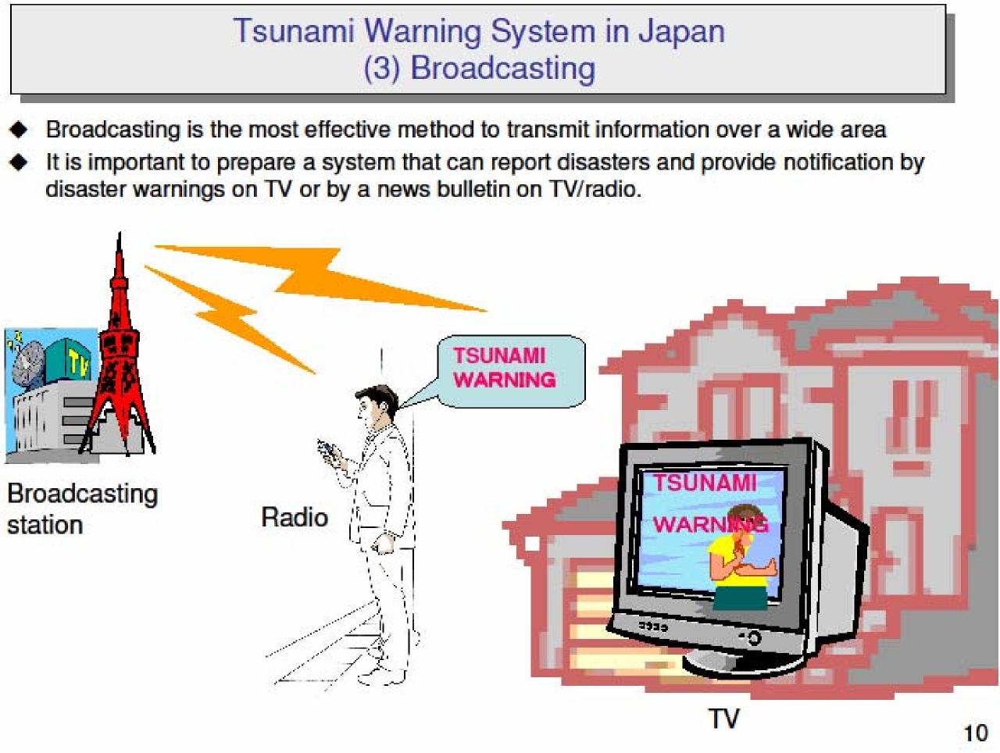 Tsunami Warning System in Japan
(3) Broadcasting
◆ Broadcasting is the most effective method to transmit information over a wide area
◆ It is important to prepare a system that can report disasters and provide notification by
disaster warnings on TV or by a news bulletin on TV/radio.
TV
TSUNAMI
WARNING
Broadcasting
station
Radio
TSUNAMI
WARNING
TV
10